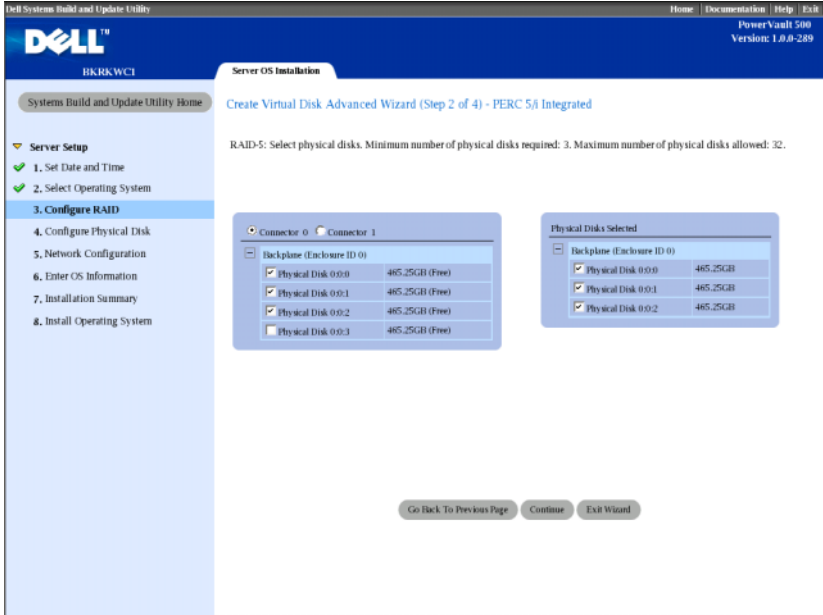 Dell Systems Build and Update Utility
Home | Documentation | Help | Exit
DELL™
PowerVault 500
Version: 1.0.0-289
BKRKWC1
Server OS Installation
Systems Build and Update Utility Home
Create Virtual Disk Advanced Wizard (Step 2 of 4) - PERC 5/i Integrated
Server Setup
RAID-5: Select physical disks. Minimum number of physical disks required: 3. Maximum number of physical disks allowed: 32.
1. Set Date and Time
2. Select Operating System
3. Configure RAID
4. Configure Physical Disk
5. Network Configuration
6. Enter OS Information
7. Installation Summary
8. Install Operating System
Connector 0 Connector 1
Backplane (Enclosure ID 0)
Physical Disk 0:0:0 465.25GB (Free)
Physical Disk 0:0:1 465.25GB (Free)
Physical Disk 0:0:2 465.25GB (Free)
Physical Disk 0:0:3 465.25GB (Free)
Physical Disks Selected
Backplane (Enclosure ID 0)
Physical Disk 0:0:0 465.25GB
Physical Disk 0:0:1 465.25GB
Physical Disk 0:0:2 465.25GB
Go Back To Previous Page Continue Exit Wizard